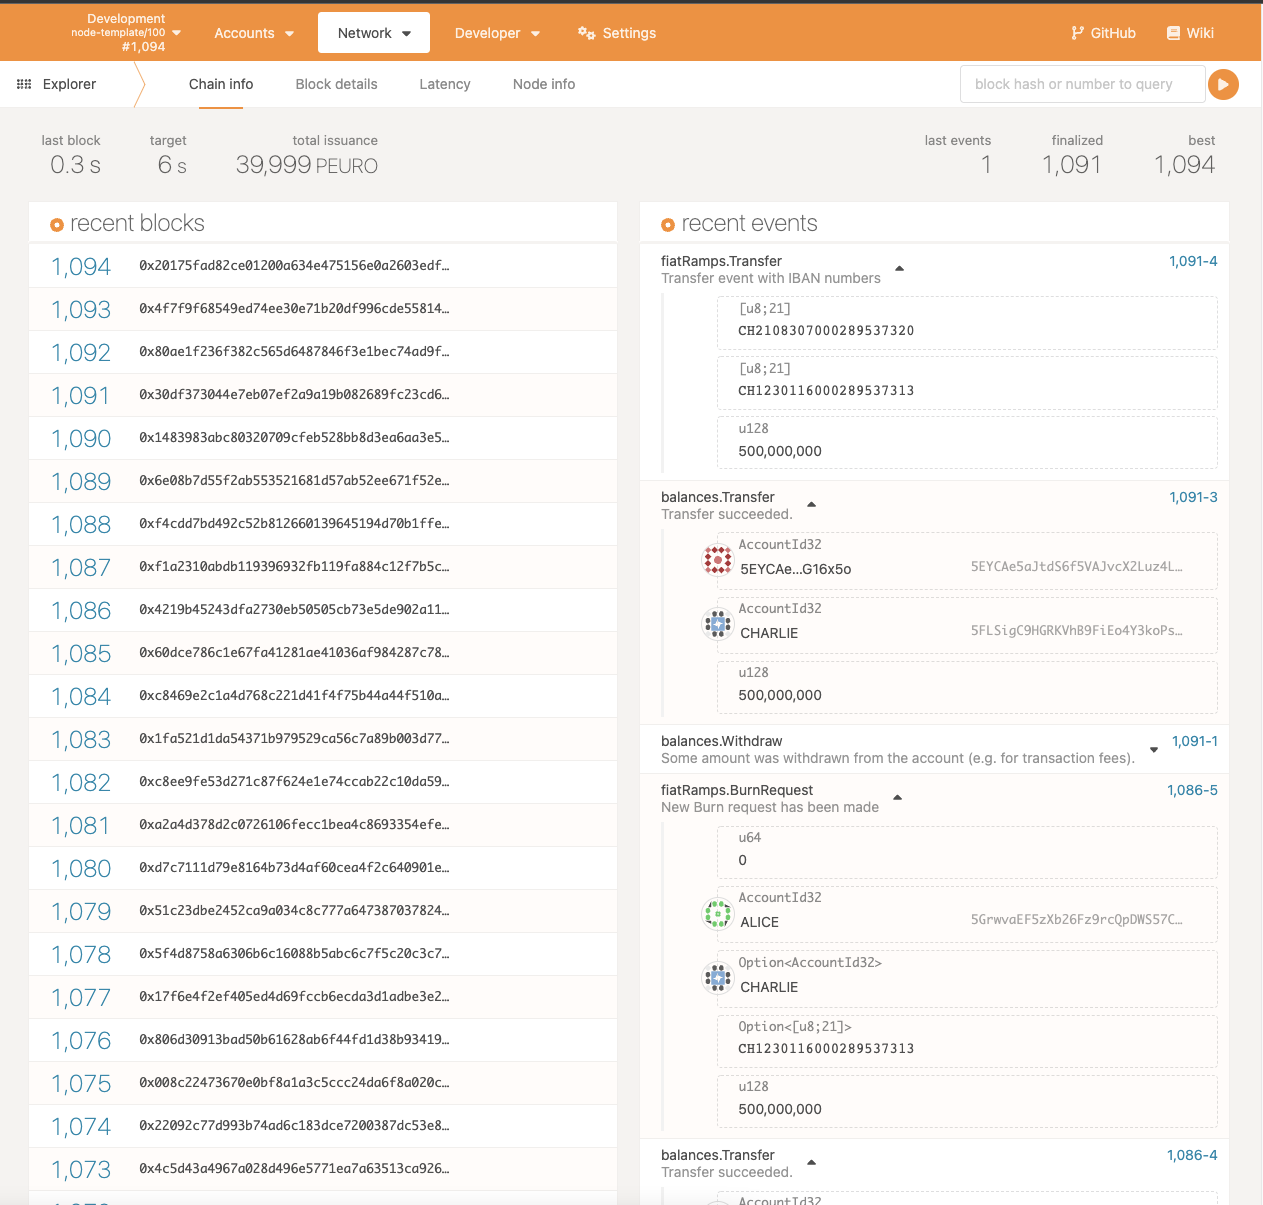 Development
node-template/100
#1,094
Accounts
Network
Developer
Settings
GitHub
Wiki
Explorer
Chain info
Block details
Latency
Node info
block hash or number to query
last block
0.3 s
target
6 s
total issuance
39,999 PEURO
last events
1
finalized
1,091
best
1,094
recent blocks
1,094 0x20175fad82ce01200a634e475156e0a2603edf…
1,093 0x4f7f9f68549ed74ee30e71b20df996cde55814…
1,092 0x80ae1f236f382c565d6487846f3e1bec74ad9f…
1,091 0x30df373044e7eb07ef2a9a19b082689fc23cd6…
1,090 0x1483983abc80320709cfeb528bb8d3ea6aa3e5…
1,089 0x6e08b7d55f2ab553521681d57ab52ee671f52e…
1,088 0xf4cdd7bd492c52b812660139645194d70b1ffe…
1,087 0xf1a2310abdb119396932fb119fa884c12f7b5c…
1,086 0x4219b45243dfa2730eb50505cb73e5de902a11…
1,085 0x60dce786c1e67fa41281ae41036af984287c78…
1,084 0xc8469e2c1a4d768c221d41f4f75b44a44f510a…
1,083 0x1fa521d1da54371b979529ca56c7a89b003d77…
1,082 0xc8ee9fe53d271c87f624e1e74ccab22c10da59…
1,081 0xa2a4d378d2c0726106fecc1bea4c8693354efe…
1,080 0xd7c7111d79e8164b73d4af60cea4f2c640901e…
1,079 0x51c23dbe2452ca9a034c8c777a647387037824…
1,078 0x5f4d8758a6306b6c16088b5abc6c7f5c20c3c7…
1,077 0x17f6e4f2ef405ed4d69fccb6ecda3d1adbe3e2…
1,076 0x806d30913bad50b61628ab6f44fd1d38b93419…
1,075 0x008c22473670e0bf8a1a3c5ccc24da6f8a020c…
1,074 0x22092c77d993b74ad6c183dce7200387dc53e8…
1,073 0x4c5d43a4967a028d496e5771ea7a63513ca926…
recent events
fiatRamps.Transfer 1,091-4
Transfer event with IBAN numbers
[u8;21]
CH2108307000289537320
[u8;21]
CH1230116000289537313
u128
500,000,000
balances.Transfer 1,091-3
Transfer succeeded.
AccountId32
5EYCAe…G16x5o 5EYCAe5aJtdS6f5VAJvcX2Luz4L…
AccountId32
CHARLIE 5FLSigC9HGRKVhB9FiEo4Y3koPs…
u128
500,000,000
balances.Withdraw 1,091-1
Some amount was withdrawn from the account (e.g. for transaction fees).
fiatRamps.BurnRequest 1,086-5
New Burn request has been made
u64
0
AccountId32
ALICE 5GrwvaEF5zXb26Fz9rcQpDWS57C…
Option<AccountId32>
CHARLIE
Option<[u8;21]>
CH1230116000289537313
u128
500,000,000
balances.Transfer 1,086-4
Transfer succeeded.
AccountId32